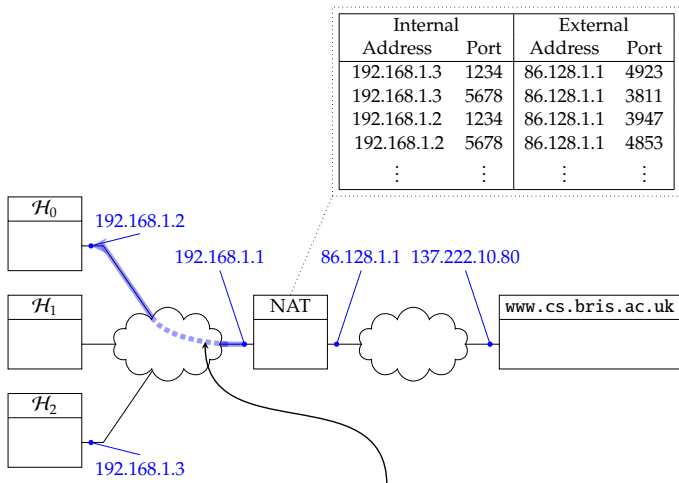 Internal External
Address Port Address Port
192.168.1.3 1234 86.128.1.1 4923
192.168.1.3 5678 86.128.1.1 3811
192.168.1.2 1234 86.128.1.1 3947
192.168.1.2 5678 86.128.1.1 4853
⋮ ⋮ ⋮ ⋮
H₀
192.168.1.2
192.168.1.1
86.128.1.1
137.222.10.80
H₁
NAT
www.cs.bris.ac.uk
H₂
192.168.1.3